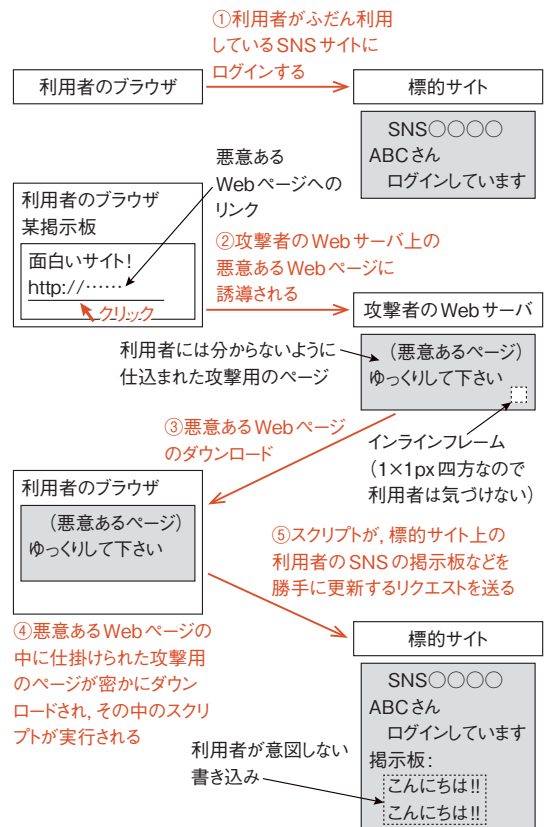 ①利用者がふだん利用
しているSNSサイトに
ログインする
利用者のブラウザ
標的サイト
SNS○○○○
ABCさん
ログインしています
悪意ある
Webページへの
リンク
利用者のブラウザ
某掲示板
面白いサイト!
http://……
クリック
②攻撃者のWebサーバ上の
悪意あるWebページに
誘導される
攻撃者のWebサーバ
(悪意あるページ)
ゆっくりして下さい
利用者には分からないように
仕込まれた攻撃用のページ
③悪意あるWebページ
のダウンロード
インラインフレーム
(1×1px四方なので
利用者は気づけない)
利用者のブラウザ
(悪意あるページ)
ゆっくりして下さい
④悪意あるWebページの
中に仕掛けられた攻撃用
のページが密かにダウン
ロードされ,その中のスクリ
プトが実行される
⑤スクリプトが,標的サイト上の
利用者のSNSの掲示板などを
勝手に更新するリクエストを送る
標的サイト
SNS○○○○
ABCさん
ログインしています
掲示板:
こんにちは!!
こんにちは!!
利用者が意図しない
書き込み